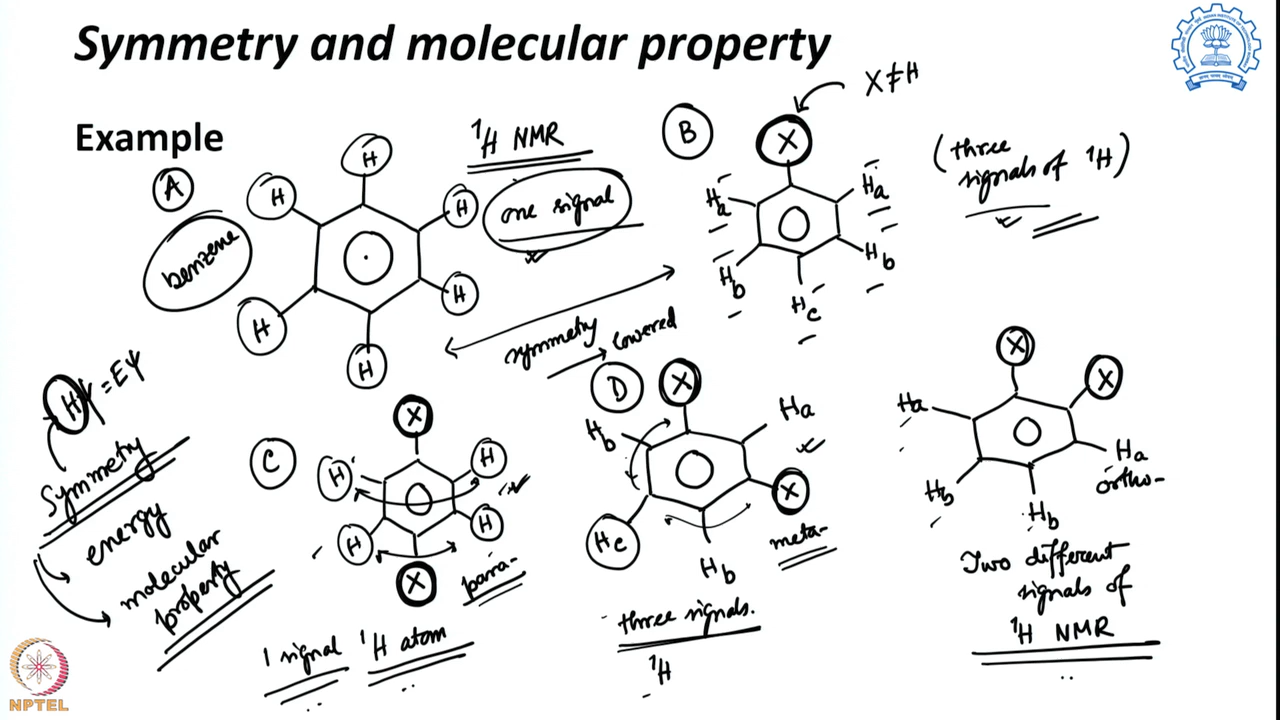 Symmetry and molecular property
Example
A
benzene
H
H
H
H
H
H
¹H NMR
one signal
B
X
X ≠ H
Ha
Ha
Hb
Hb
Hc
(three
signals of ¹H)
symmetry
lowered
Hψ = Eψ
Symmetry
energy
molecular
property
C
X
H
H
H
H
X
para-
1 signal ¹H atom
D
X
Ha
Hb
X
Hc
Hb
meta-
three signals.
¹H
X
X
Ha
Ha
ortho-
Hb
Hb
Two different
signals of
¹H NMR
NPTEL